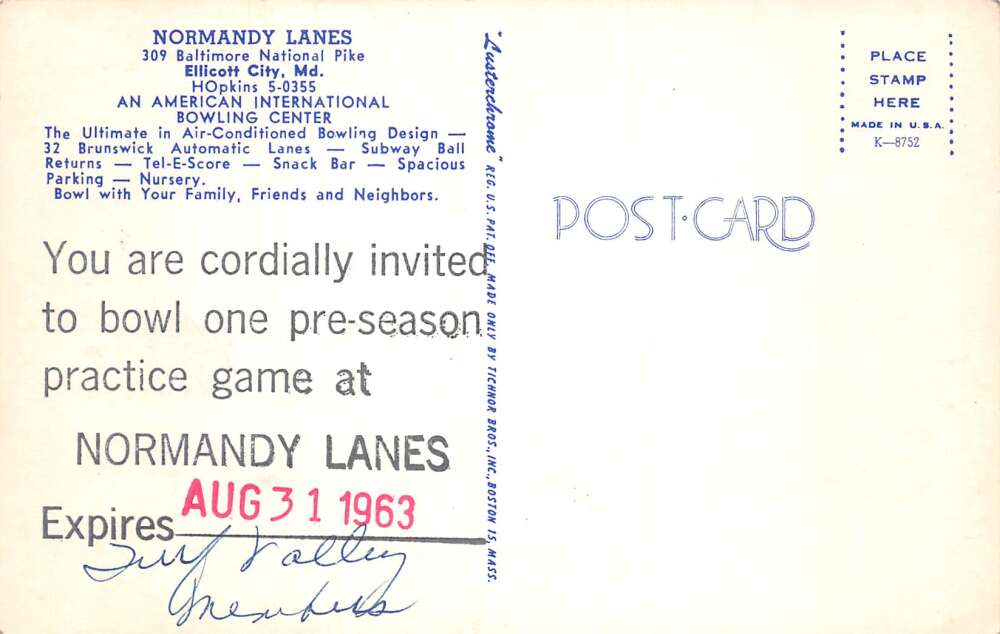 NORMANDY LANES
309 Baltimore National Pike
Ellicott City, Md.
HOpkins 5-0355
AN AMERICAN INTERNATIONAL
BOWLING CENTER
The Ultimate in Air-Conditioned Bowling Design —
32 Brunswick Automatic Lanes — Subway Ball
Returns — Tel-E-Score — Snack Bar — Spacious
Parking — Nursery.
Bowl with Your Family, Friends and Neighbors.
You are cordially invited
to bowl one pre-season
practice game at
NORMANDY LANES
Expires AUG 31 1963
Turf Valley
Members
"Lusterchrome" REG. U.S. PAT. OFF. MADE ONLY BY TICHNOR BROS., INC., BOSTON 15, MASS.
POST·CARD
PLACE
STAMP
HERE
MADE IN U.S.A.
K—8752